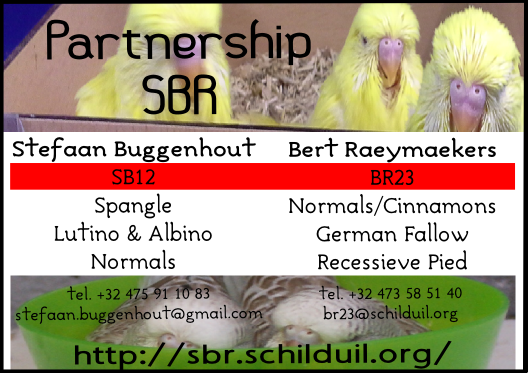 Partnership
SBR
Stefaan Buggenhout
Bert Raeymaekers
SB12
BR23
Spangle
Normals/Cinnamons
Lutino & Albino
German Fallow
Normals
Recessieve Pied
tel. +32 475 91 10 83
tel. +32 473 58 51 40
stefaan.buggenhout@gmail.com
br23@schilduil.org
http://sbr.schilduil.org/